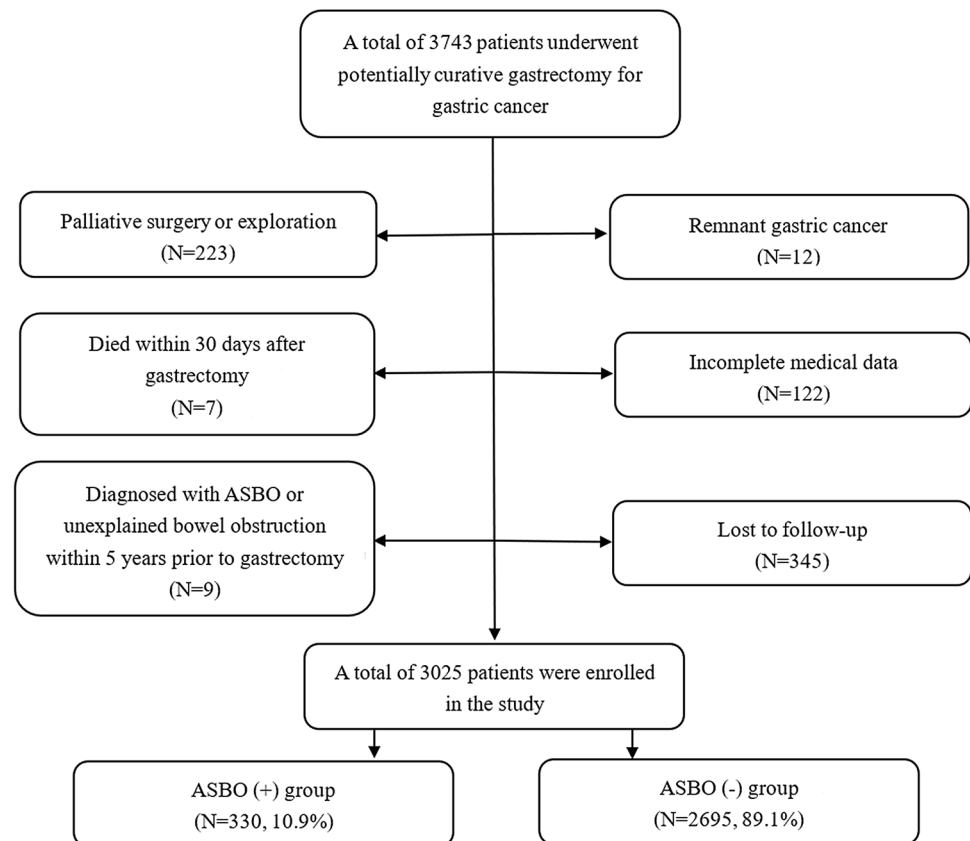 A total of 3743 patients underwent
potentially curative gastrectomy for
gastric cancer
Palliative surgery or exploration
(N=223)
Remnant gastric cancer
(N=12)
Died within 30 days after
gastrectomy
(N=7)
Incomplete medical data
(N=122)
Diagnosed with ASBO or
unexplained bowel obstruction
within 5 years prior to gastrectomy
(N=9)
Lost to follow-up
(N=345)
A total of 3025 patients were enrolled
in the study
ASBO (+) group
(N=330, 10.9%)
ASBO (-) group
(N=2695, 89.1%)